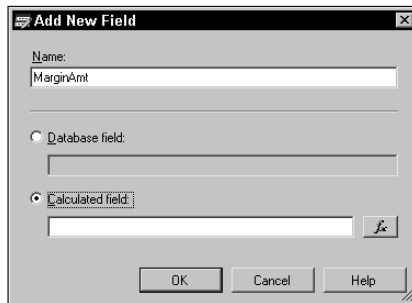 Add New Field
Name:
MarginAmt
Database field:
Calculated field:
fx
OK Cancel Help